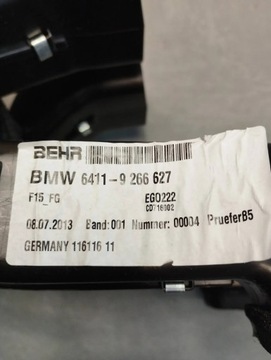 BEHR
BMW 6411-9 266 627
F15_FG EGO222
CD716002
08.07.2013 Band:001 Nummer: 00004 PrueferB5
GERMANY 116116 11